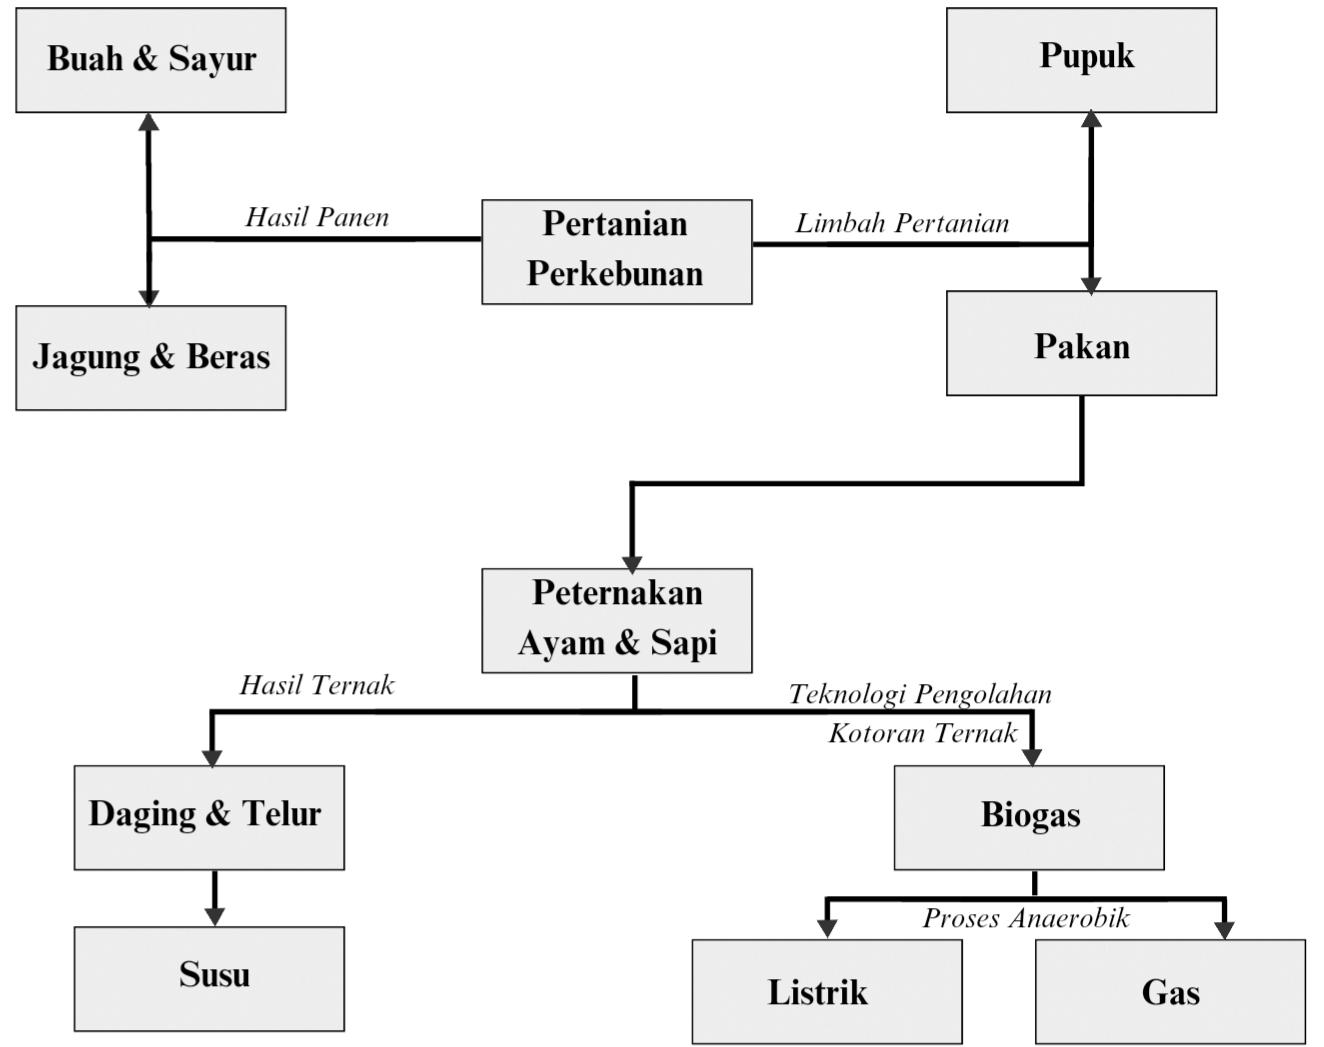 Buah & Sayur
Pupuk
Hasil Panen
Pertanian
Perkebunan
Limbah Pertanian
Jagung & Beras
Pakan
Peternakan
Ayam & Sapi
Hasil Ternak
Teknologi Pengolahan
Kotoran Ternak
Daging & Telur
Biogas
Proses Anaerobik
Susu
Listrik
Gas